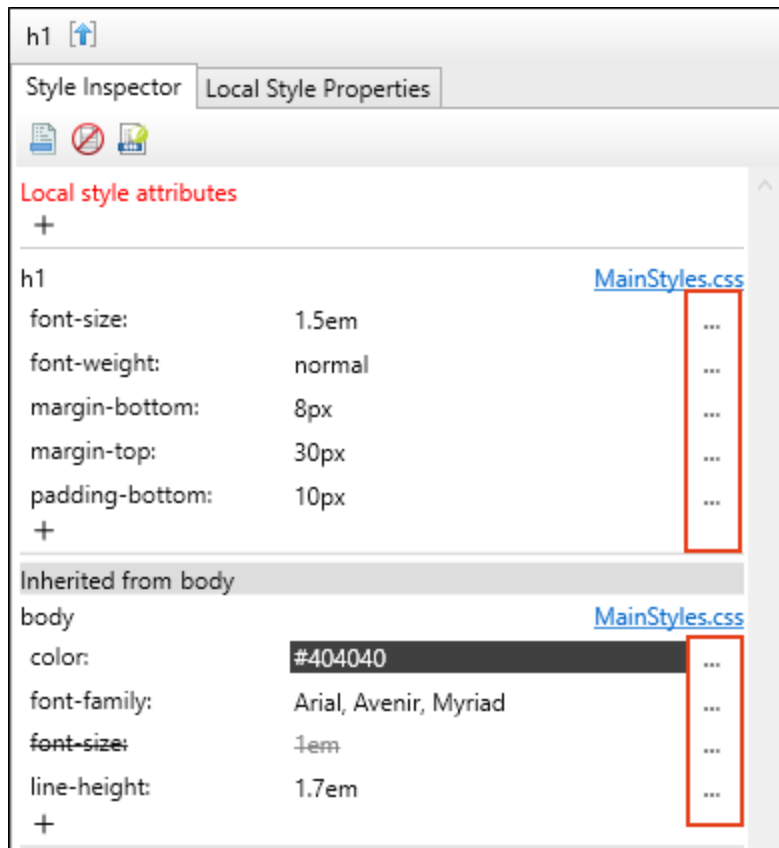 h1
Style Inspector Local Style Properties
Local style attributes
+
h1 MainStyles.css
font-size: 1.5em ...
font-weight: normal ...
margin-bottom: 8px ...
margin-top: 30px ...
padding-bottom: 10px ...
+
Inherited from body
body MainStyles.css
color: #404040 ...
font-family: Arial, Avenir, Myriad ...
font-size: 1em ...
line-height: 1.7em ...
+